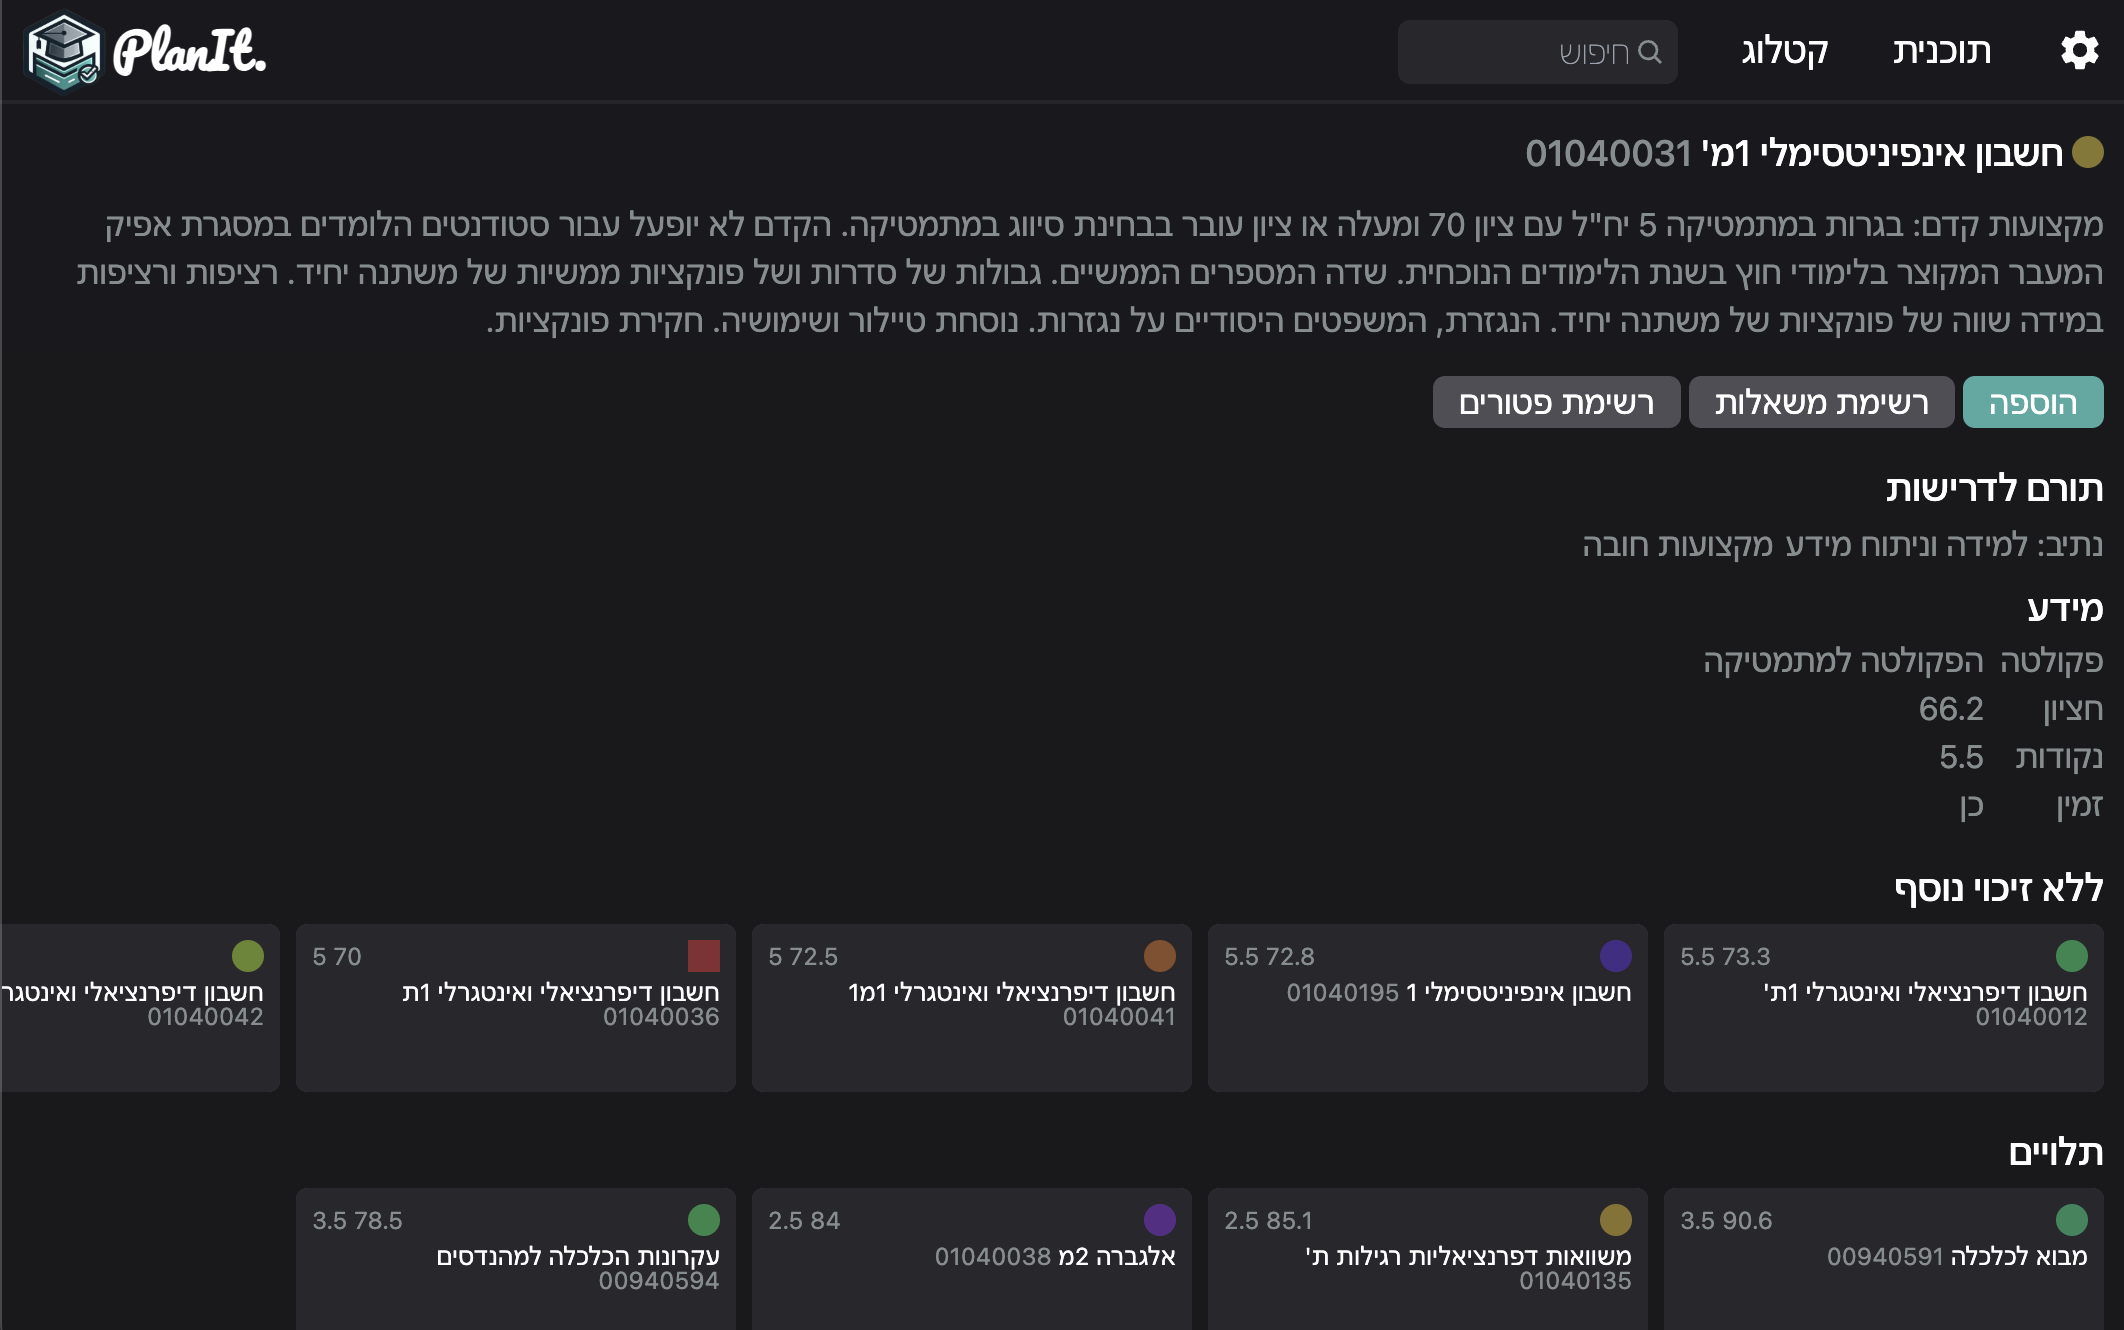 תוכנית
קטלוג
חיפוש
PlanIt.
חשבון אינפיניטסימלי 1מ' 01040031
מקצועות קדם: בגרות במתמטיקה 5 יח"ל עם ציון 70 ומעלה או ציון עובר בבחינת סיווג במתמטיקה. הקדם לא יופעל עבור סטודנטים הלומדים במסגרת אפיק
המעבר המקוצר בלימודי חוץ בשנת הלימודים הנוכחית. שדה המספרים הממשיים. גבולות של סדרות ושל פונקציות ממשיות של משתנה יחיד. רציפות ורציפות
במידה שווה של פונקציות של משתנה יחיד. הנגזרת, המשפטים היסודיים על נגזרות. נוסחת טיילור ושימושיה. חקירת פונקציות.
הוספה
רשימת משאלות
רשימת פטורים
תורם לדרישות
נתיב: למידה וניתוח מידע מקצועות חובה
מידע
פקולטה הפקולטה למתמטיקה
חציון 66.2
נקודות 5.5
זמין כן
ללא זיכוי נוסף
5.5 73.3
חשבון דיפרנציאלי ואינטגרלי 1ת'
01040012
5.5 72.8
חשבון אינפיניטסימלי 1 01040195
5 72.5
חשבון דיפרנציאלי ואינטגרלי 1מ1
01040041
5 70
חשבון דיפרנציאלי ואינטגרלי 1ת
01040036
חשבון דיפרנציאלי ואינטגר
01040042
תלויים
3.5 90.6
מבוא לכלכלה 00940591
2.5 85.1
משוואות דפרנציאליות רגילות ת'
01040135
2.5 84
אלגברה 2מ 01040038
3.5 78.5
עקרונות הכלכלה למהנדסים
00940594